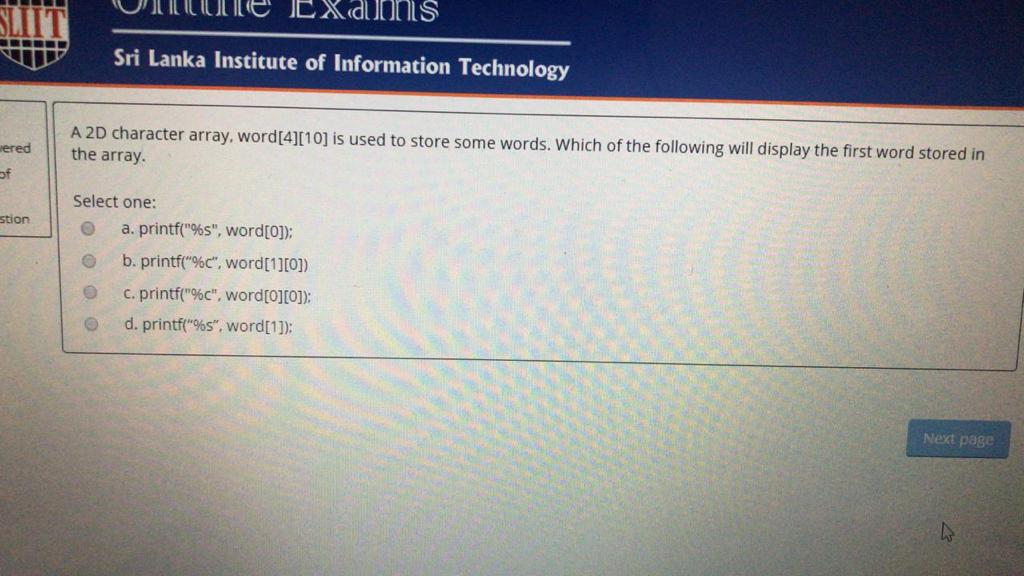 SLIIT
Online Exams
Sri Lanka Institute of Information Technology
vered
of
stion
A 2D character array, word[4][10] is used to store some words. Which of the following will display the first word stored in
the array.
Select one:
a. printf("%s", word[0]);
b. printf(“%c”, word[1][0])
c. printf("%c", word[0][0]);
d. printf(“%s”, word[1]);
Next page